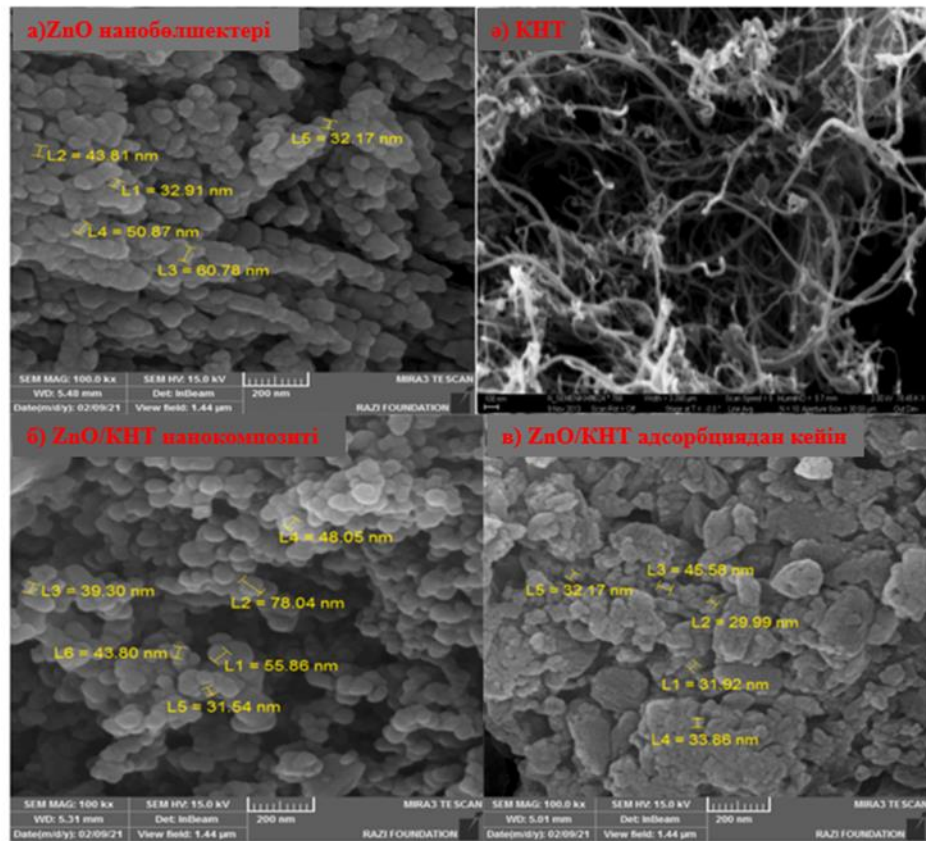 а)ZnO нанобөлшектері
L5 = 32.17 nm
L2 = 43.81 nm
L1 = 32.91 nm
L4 = 50.87 nm
L3 = 60.78 nm
SEM MAG: 100.0 kx
SEM HV: 15.0 kV
MIRA3 TESCAN
WD: 5.48 mm
Det: InBeam
Date(m/d/y): 02/09/21
View field: 1.44 µm
200 nm
RAZI FOUNDATION
ә) КНТ
б) ZnO/КНТ нанокомпозиті
L4 = 48.05 nm
L3 = 39.30 nm
L2 = 78.04 nm
L6 = 43.80 nm
L1 = 55.86 nm
L5 = 31.54 nm
SEM MAG: 100 kx
SEM HV: 15.0 kV
MIRA3 TESCAN
WD: 5.31 mm
Det: InBeam
200 nm
Date(m/d/y): 02/09/21
View field: 1.44 µm
RAZI FOUNDATION
в) ZnO/КНТ адсорбциядан кейін
L3 = 45.58 nm
L5 = 32.17 nm
L2 = 29.99 nm
L1 = 31.92 nm
L4 = 33.86 nm
SEM MAG: 100.0 kx
SEM HV: 15.0 kV
MIRA3 TESCAN
WD: 5.01 mm
Det: InBeam
200 nm
Date(m/d/y): 02/09/21
View field: 1.44 µm
RAZI FOUNDATION